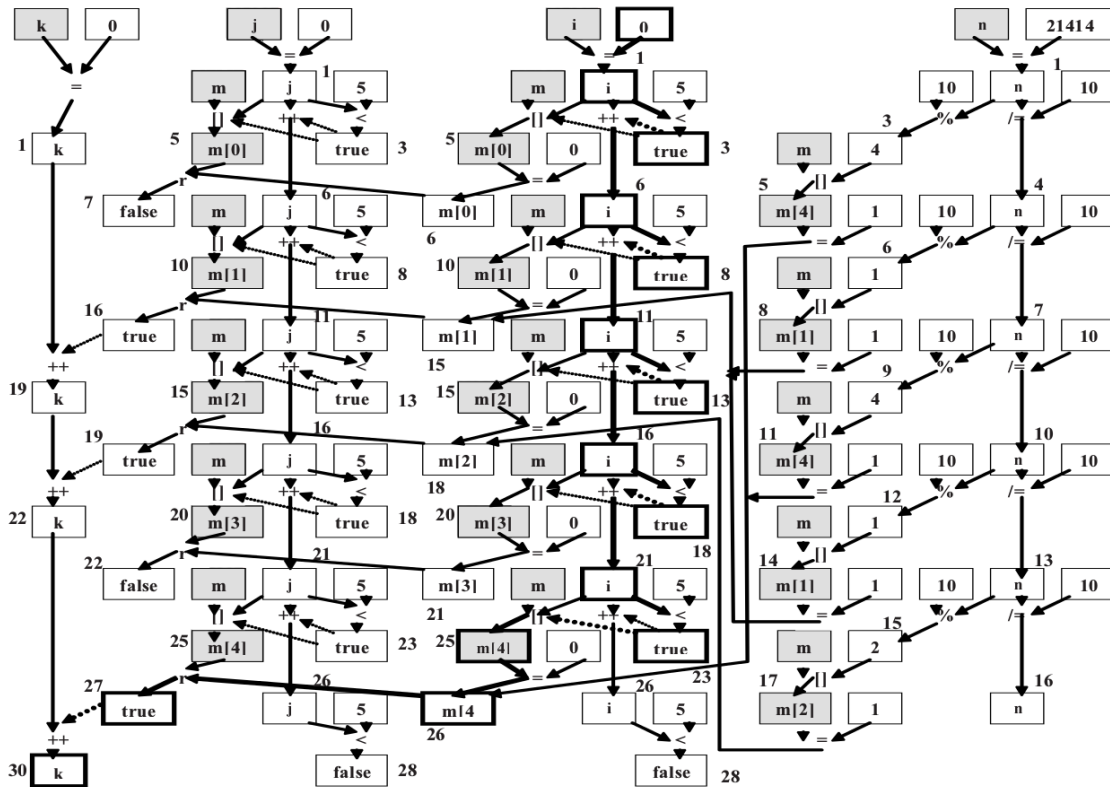 k 0 j 0 i 0 n 21414
= = =
1 1 1
m j 5 m i 5 10 n 10
=
[] ++ < [] ++ < 3 % /=
1 k 5 m[0] true 3 5 m[0] 0 true 3 m 4
r = []
6 6 4
7 false m j 5 m[0] m i 5 5 m[4] 1 10 n 10
[] ++ < 6 [] ++ < = 6 % /=
10 m[1] true 8 10 m[1] 0 true 8 m 1
r = []
16 11 11 8 7
true m j 5 m[1] m i 5 m[1] 1 10 n 10
++ [] ++ < 15 [] ++ < = 9 % /=
19 k 15 m[2] true 13 15 m[2] 0 true 13 m 4
r = []
19 16 16 11 10
true m j 5 m[2] m i 5 m[4] 1 10 n 10
++ [] ++ < 18 [] ++ < = 12 % /=
22 k 20 m[3] true 18 20 m[3] 0 true 18 m 1
r = []
22 21 21 14 13
false m j 5 m[3] m i 5 m[1] 1 10 n 10
[] ++ < 21 [] ++ < = 15 % /=
25 m[4] true 23 25 m[4] 0 true 23 m 2
r = []
27 26 26 17 16
true j 5 m[4 i 5 m[2] 1 n
++ < 26 < =
30 k false 28 false 28